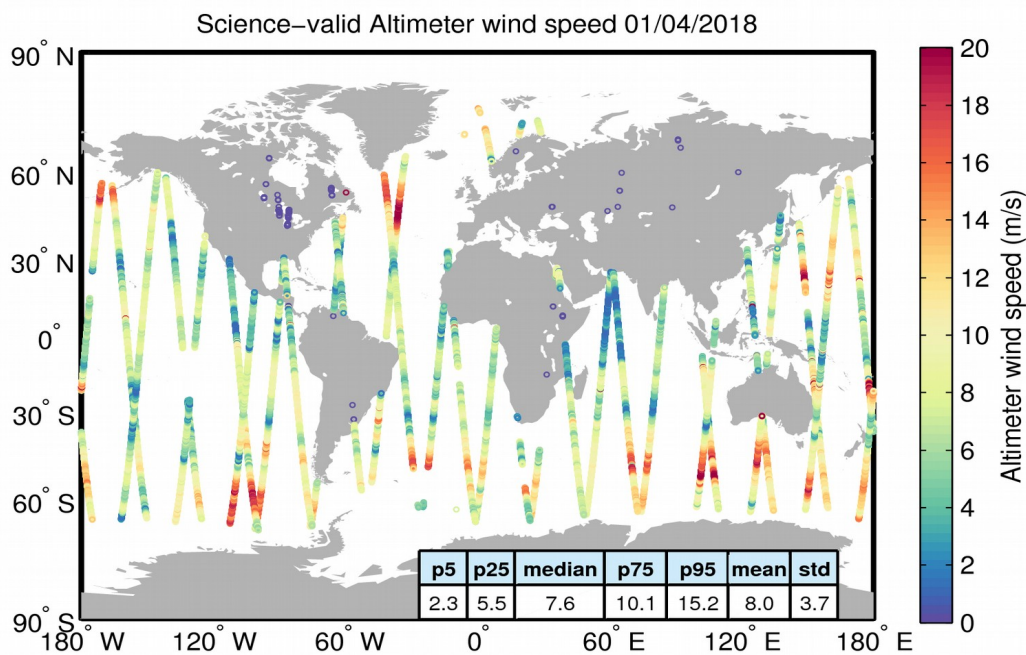 Science-valid Altimeter wind speed 01/04/2018
90° N
60° N
30° N
0°
30° S
60° S
90° S
180° W
120° W
60° W
0°
60° E
120° E
180° E
p5 p25 median p75 p95 mean std
2.3 5.5 7.6 10.1 15.2 8.0 3.7
20
18
16
14
12
10
8
6
4
2
0
Altimeter wind speed (m/s)